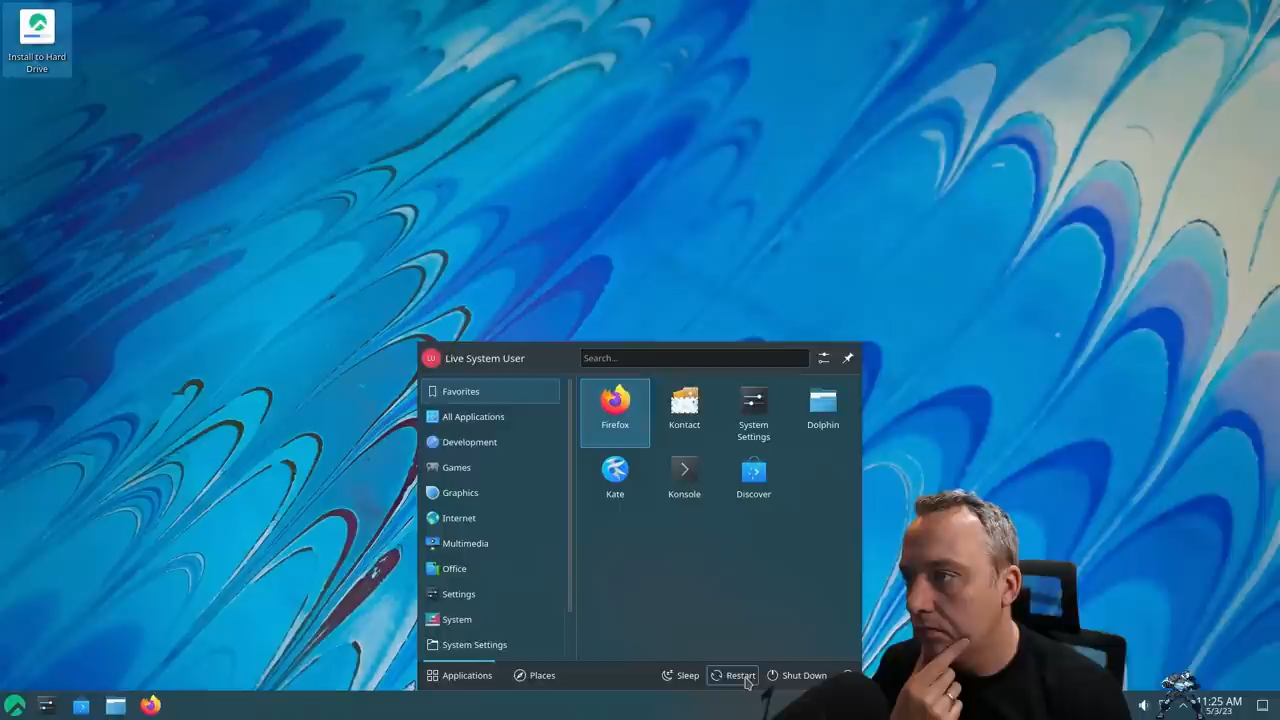 Install to Hard
Drive
LU Live System User
Search...
Favorites
All Applications
Development
Games
Graphics
Internet
Multimedia
Office
Settings
System
System Settings
Firefox
Kontact
System
Settings
Dolphin
Kate
Konsole
Discover
Applications
Places
Sleep
Restart
Shut Down
11:25 AM
5/3/23